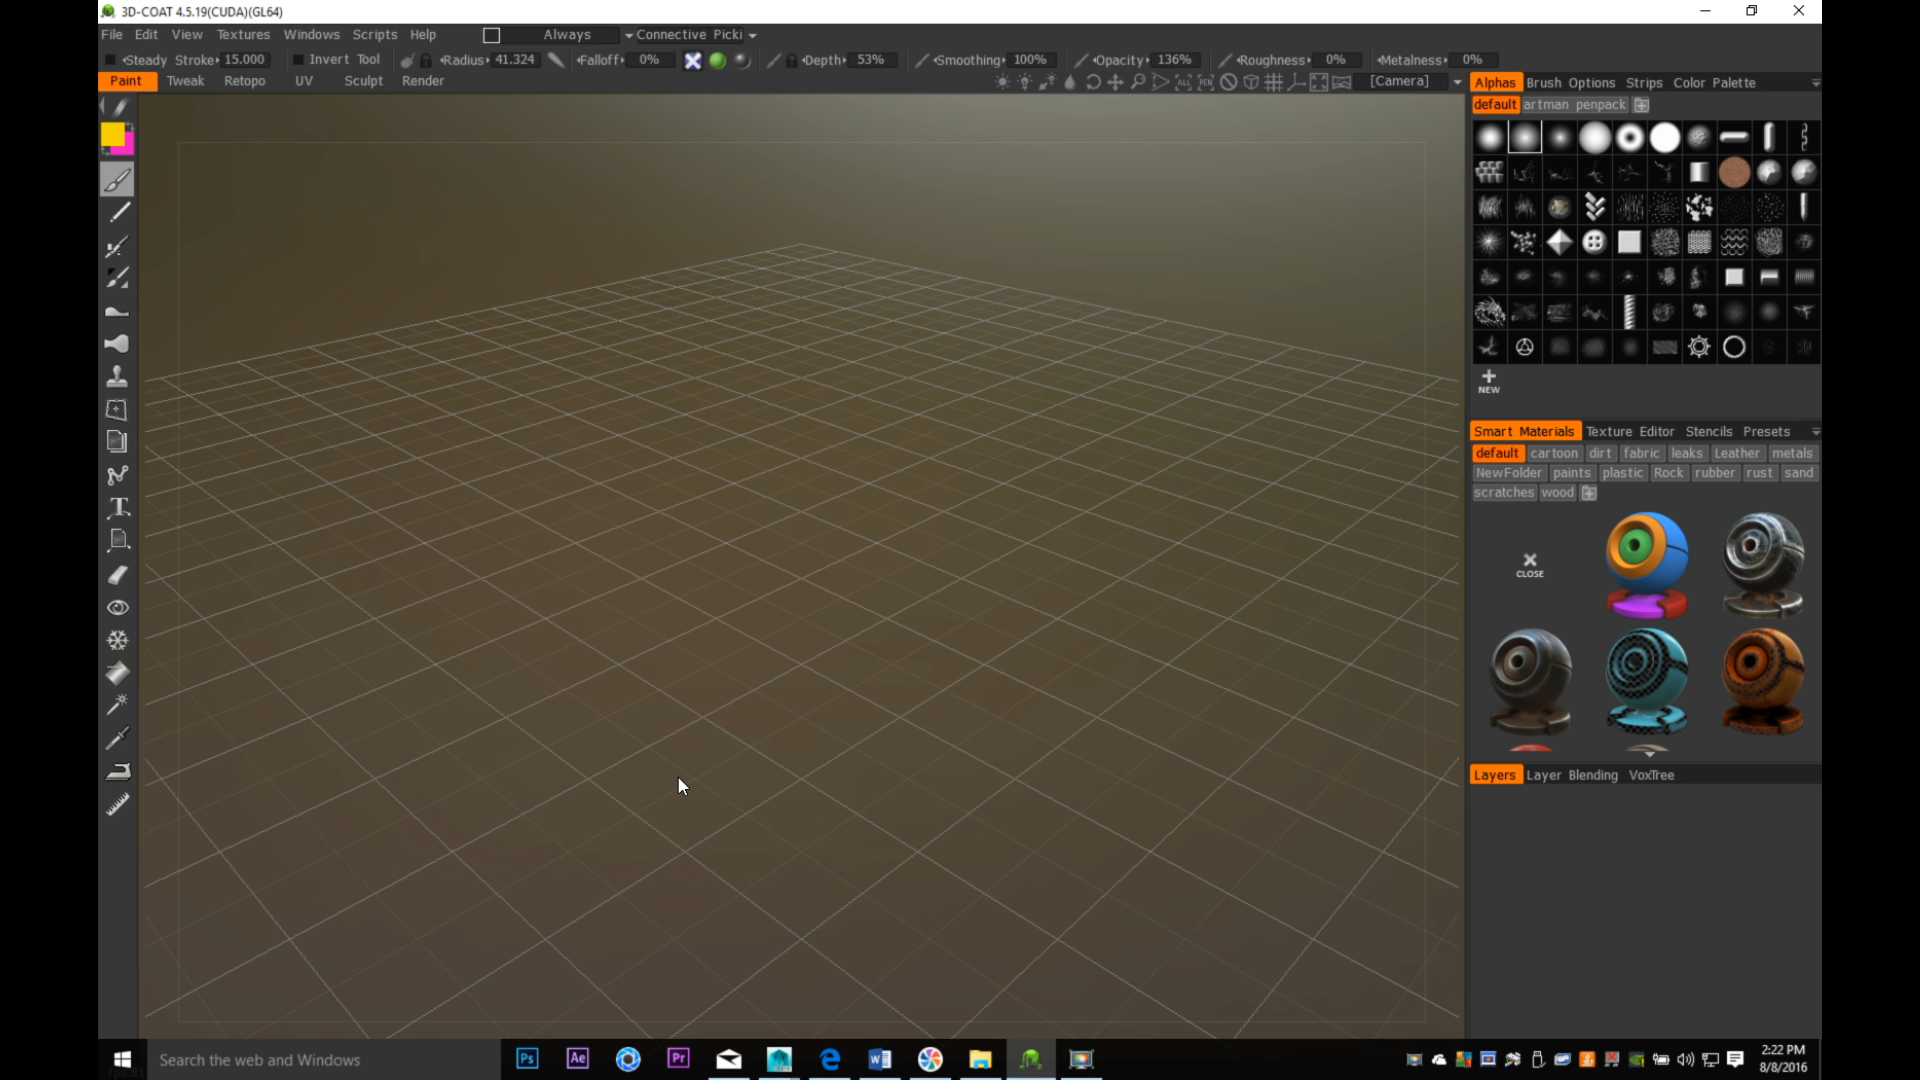 3D-COAT 4.5.19(CUDA)(GL64)
File Edit View Textures Windows Scripts Help Always Connective Picki
Steady Stroke 15.000 Invert Tool Radius 41.324 Falloff 0% Depth 53% Smoothing 100% Opacity 136% Roughness 0% Metalness 0%
Paint Tweak Retopo UV Sculpt Render [Camera]
Alphas Brush Options Strips Color Palette
default artman penpack
NEW
Smart Materials Texture Editor Stencils Presets
default cartoon dirt fabric leaks Leather metals
NewFolder paints plastic Rock rubber rust sand
scratches wood
CLOSE
Layers Layer Blending VoxTree
Search the web and Windows Ps Ae Pr 2:22 PM
8/8/2016